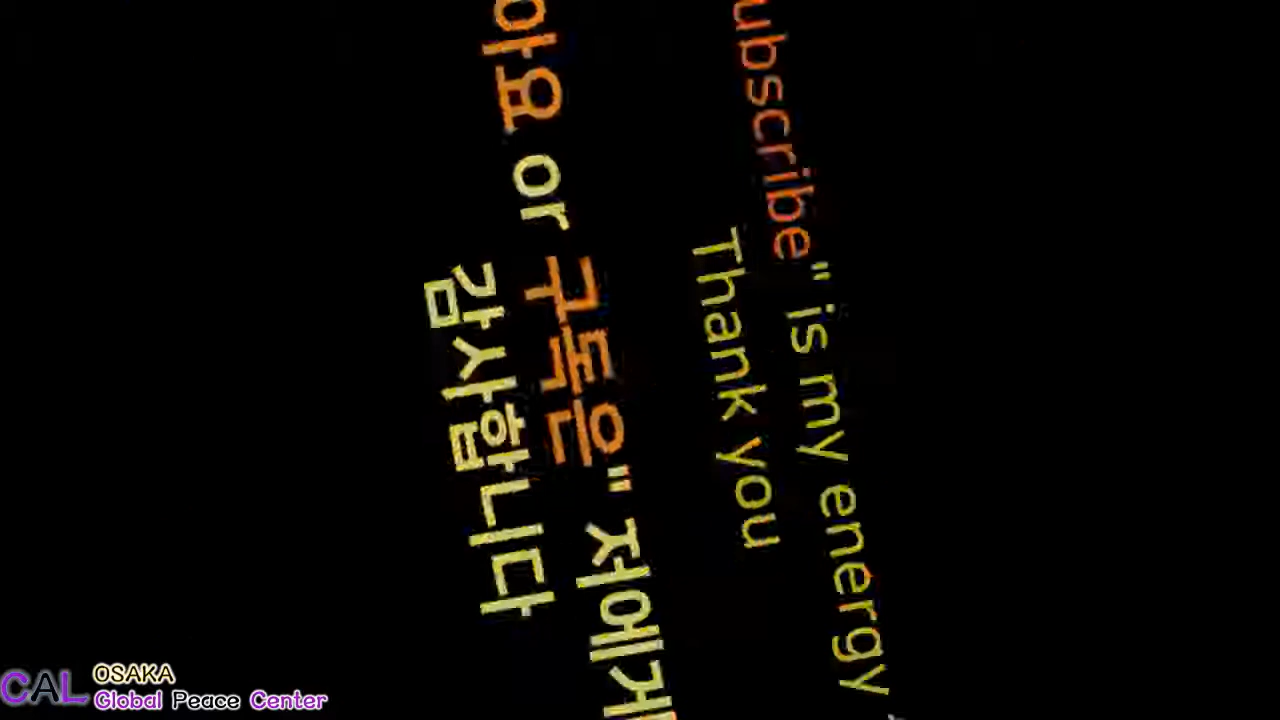 ubscribe" is my energy
Thank you
아요 or 구독은" 저에게
감사합니다
CAL OSAKA
Global Peace Center